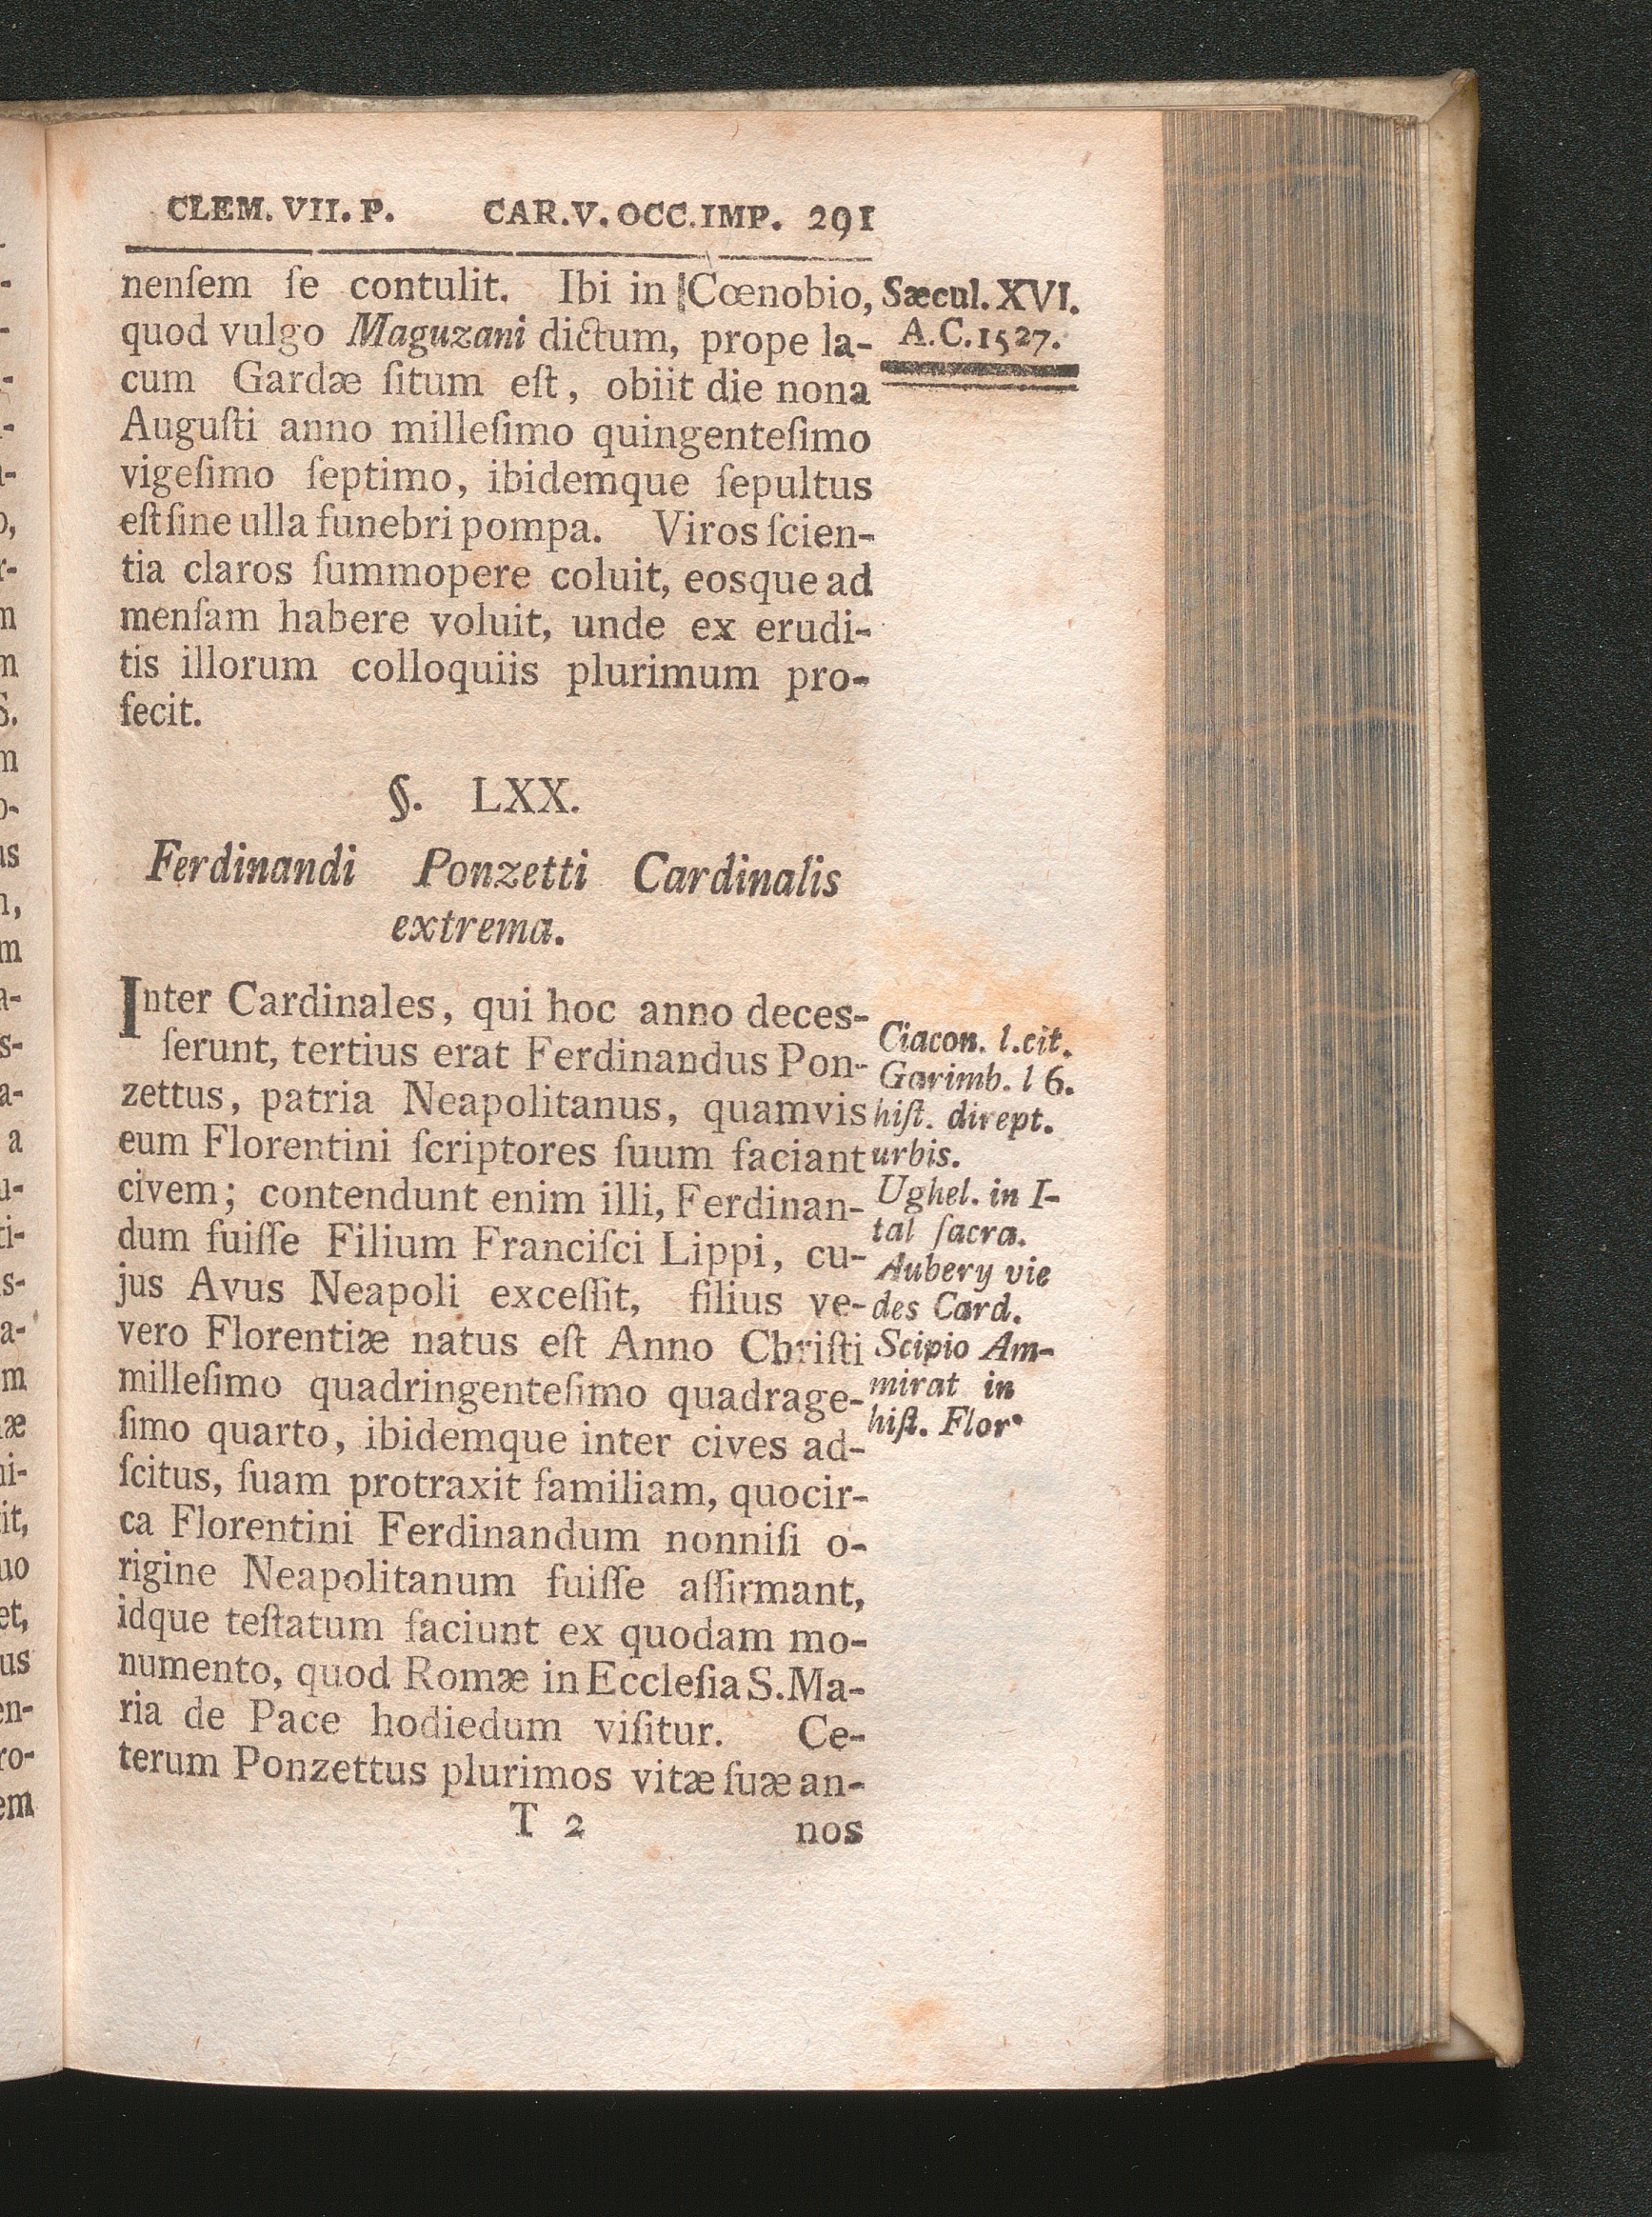 CLEM. VII. P. CAR. V. OCC. IMP. 291
nenſem ſe contulit. Ibi in Cœnobio,
quod vulgo Maguzani dictum, prope la-
cum Gardæ ſitum eſt, obiit die nona
Auguſti anno milleſimo quingenteſimo
vigeſimo ſeptimo, ibidemque ſepultus
eſt ſine ulla funebri pompa. Viros ſcien-
tia claros ſummopere coluit, eosque ad
menſam habere voluit, unde ex erudi-
tis illorum colloquiis plurimum pro-
fecit.
Sæcul. XVI.
A.C. 1527.
§. LXX.
Ferdinandi Ponzetti Cardinalis
extrema.
Inter Cardinales, qui hoc anno deces-
ſerunt, tertius erat Ferdinandus Pon-
zettus, patria Neapolitanus, quamvis
eum Florentini ſcriptores ſuum faciant
civem; contendunt enim illi, Ferdinan-
dum fuiſſe Filium Franciſci Lippi, cu-
jus Avus Neapoli exceſſit, filius ve-
vero Florentiæ natus eſt Anno Chriſti
milleſimo quadringenteſimo quadrage-
ſimo quarto, ibidemque inter cives ad-
ſcitus, ſuam protraxit familiam, quocir-
ca Florentini Ferdinandum nonniſi o-
rigine Neapolitanum fuiſſe affirmant,
idque teſtatum faciunt ex quodam mo-
numento, quod Romæ in Eccleſia S. Ma-
ria de Pace hodiedum viſitur. Ce-
terum Ponzettus plurimos vitæ ſuæ an-
Ciacon. l. cit.
Garimb. l 6.
hiſt. dirept.
urbis.
Ughel. in I-
tal ſacra.
Aubery vie
des Card.
Scipio Am-
mirat in
hiſt. Flor.
T 2 nos